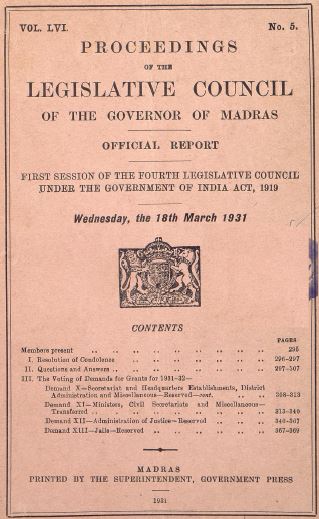 VOL. LVI.
No. 5.
PROCEEDINGS
OF THE
LEGISLATIVE COUNCIL
OF THE GOVERNOR OF MADRAS
OFFICIAL REPORT
FIRST SESSION OF THE FOURTH LEGISLATIVE COUNCIL
UNDER THE GOVERNMENT OF INDIA ACT, 1919
Wednesday, the 18th March 1931
CONTENTS
PAGES
Members present .. .. .. .. .. .. .. .. 295
I. Resolution of Condolence .. .. .. .. .. .. 296-297
II. Questions and Answers .. .. .. .. .. .. .. 297-307
III. The Voting of Demands for Grants for 1931-32—
Demand X—Secretariat and Headquarters Establishments, District
Administration and Miscellaneous—Reserved—cont. .. .. 308-313
Demand XI—Ministers, Civil Secretariats and Miscellaneous—
Transferred .. .. .. .. .. .. .. .. 313-340
Demand XII—Administration of Justice—Reserved .. .. .. 340-367
Demand XIII—Jails—Reserved .. .. .. .. .. 367-369
MADRAS
PRINTED BY THE SUPERINTENDENT, GOVERNMENT PRESS
1931